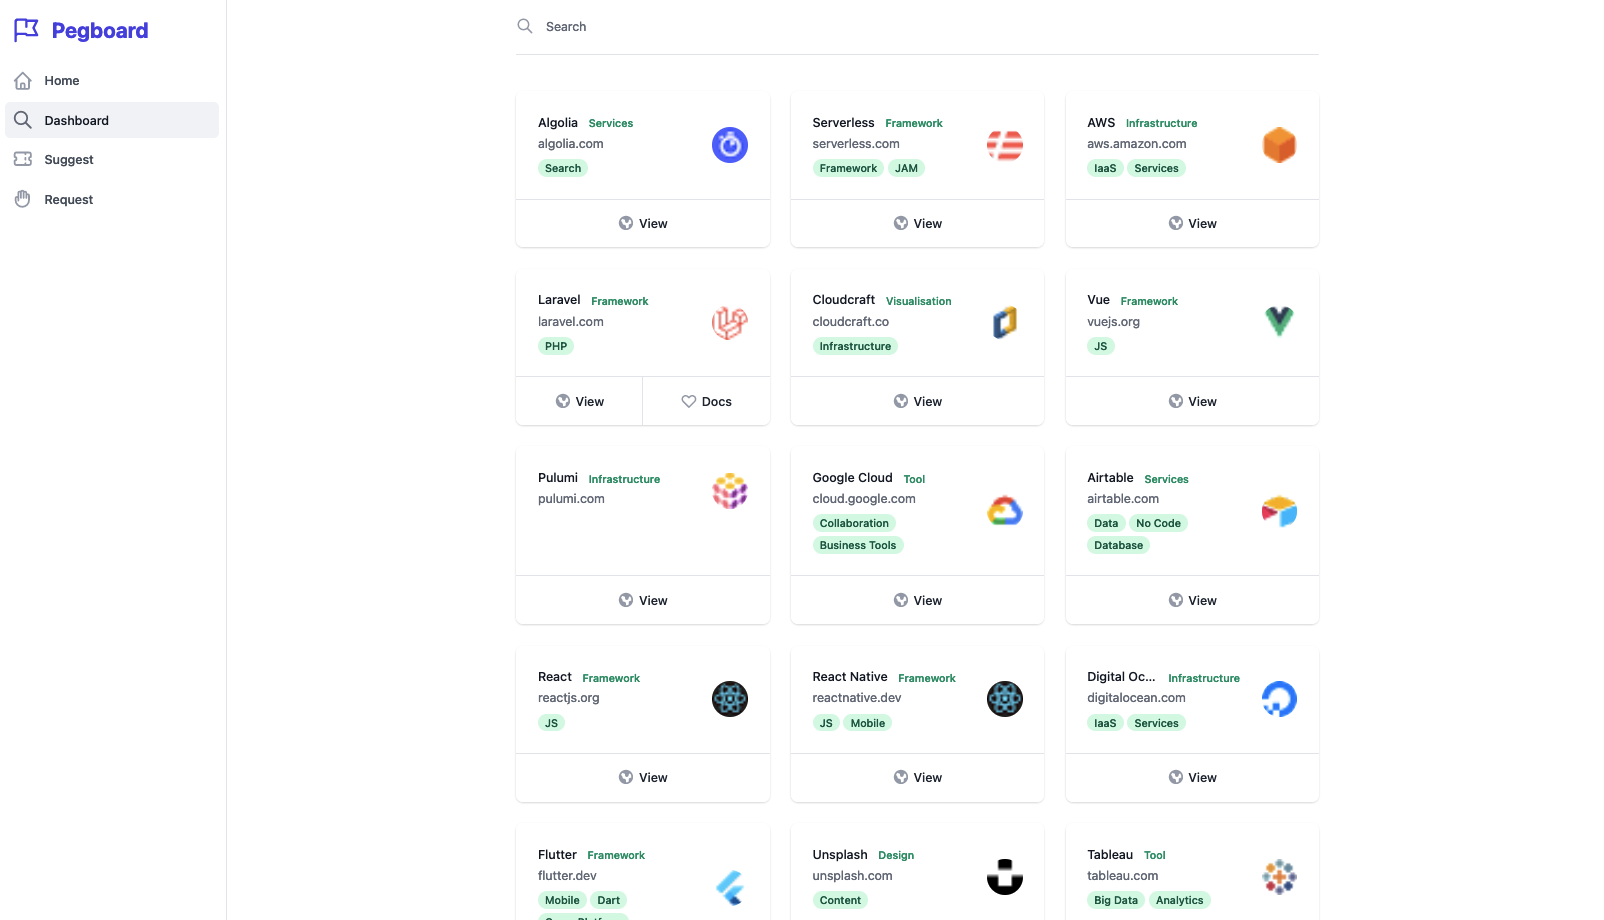 Pegboard
Home
Dashboard
Suggest
Request
Search
Algolia Services
algolia.com
Search
View
Serverless Framework
serverless.com
Framework JAM
View
AWS Infrastructure
aws.amazon.com
IaaS Services
View
Laravel Framework
laravel.com
PHP
View Docs
Cloudcraft Visualisation
cloudcraft.co
Infrastructure
View
Vue Framework
vuejs.org
JS
View
Pulumi Infrastructure
pulumi.com
View
Google Cloud Tool
cloud.google.com
Collaboration
Business Tools
View
Airtable Services
airtable.com
Data No Code
Database
View
React Framework
reactjs.org
JS
View
React Native Framework
reactnative.dev
JS Mobile
View
Digital Oc... Infrastructure
digitalocean.com
IaaS Services
View
Flutter Framework
flutter.dev
Mobile Dart
Unsplash Design
unsplash.com
Content
Tableau Tool
tableau.com
Big Data Analytics